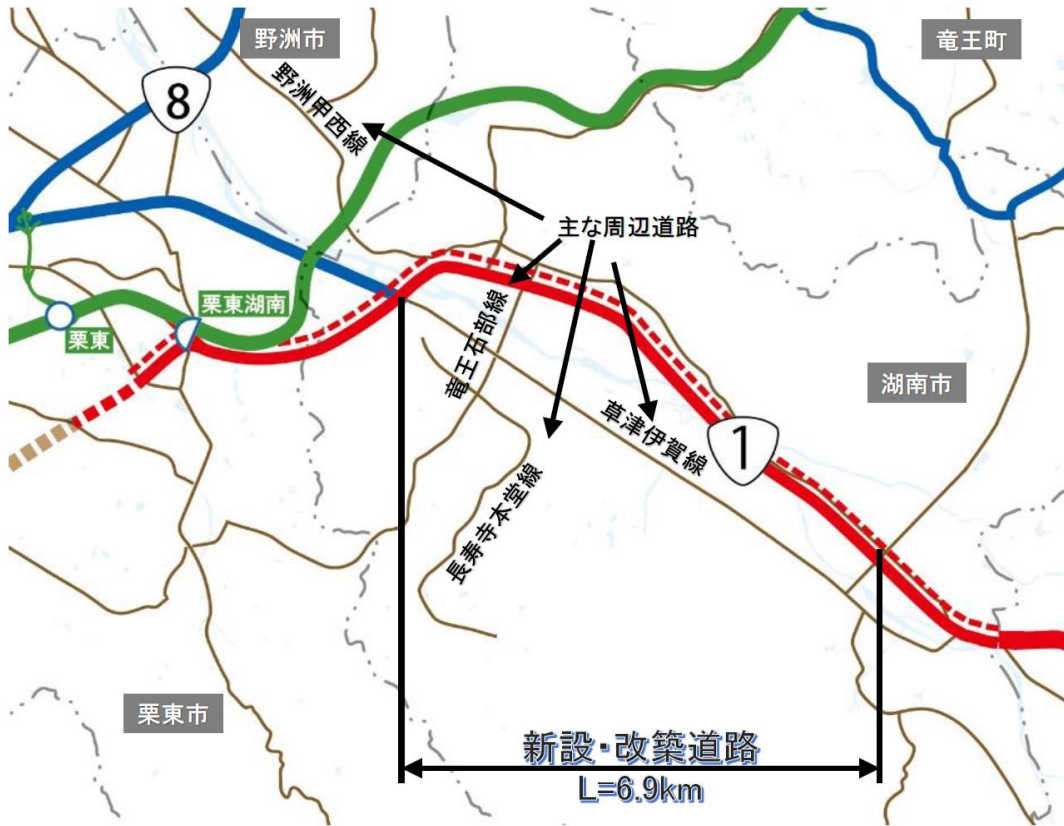 野洲市
竜王町
8
野洲甲西線
主な周辺道路
栗東湖南
栗東
竜王石部線
湖南市
草津伊賀線
1
長寿寺本堂線
栗東市
新設・改築道路
L=6.9km